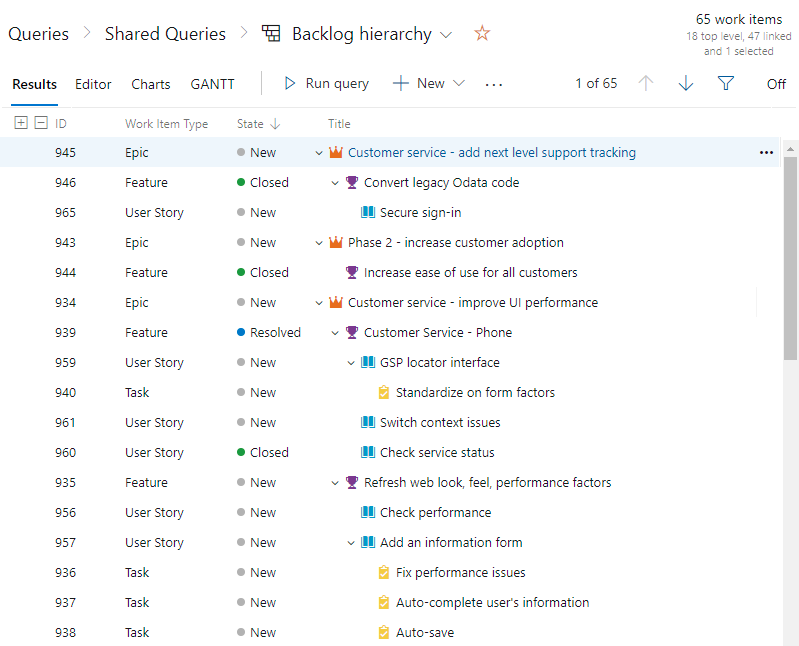 Queries > Shared Queries > Backlog hierarchy
65 work items
18 top level, 47 linked
and 1 selected
Results Editor Charts GANTT Run query New ... 1 of 65 Off
ID Work Item Type State Title
945 Epic New Customer service - add next level support tracking ...
946 Feature Closed Convert legacy Odata code
965 User Story New Secure sign-in
943 Epic New Phase 2 - increase customer adoption
944 Feature Closed Increase ease of use for all customers
934 Epic New Customer service - improve UI performance
939 Feature Resolved Customer Service - Phone
959 User Story New GSP locator interface
940 Task New Standardize on form factors
961 User Story New Switch context issues
960 User Story Closed Check service status
935 Feature New Refresh web look, feel, performance factors
956 User Story New Check performance
957 User Story New Add an information form
936 Task New Fix performance issues
937 Task New Auto-complete user's information
938 Task New Auto-save